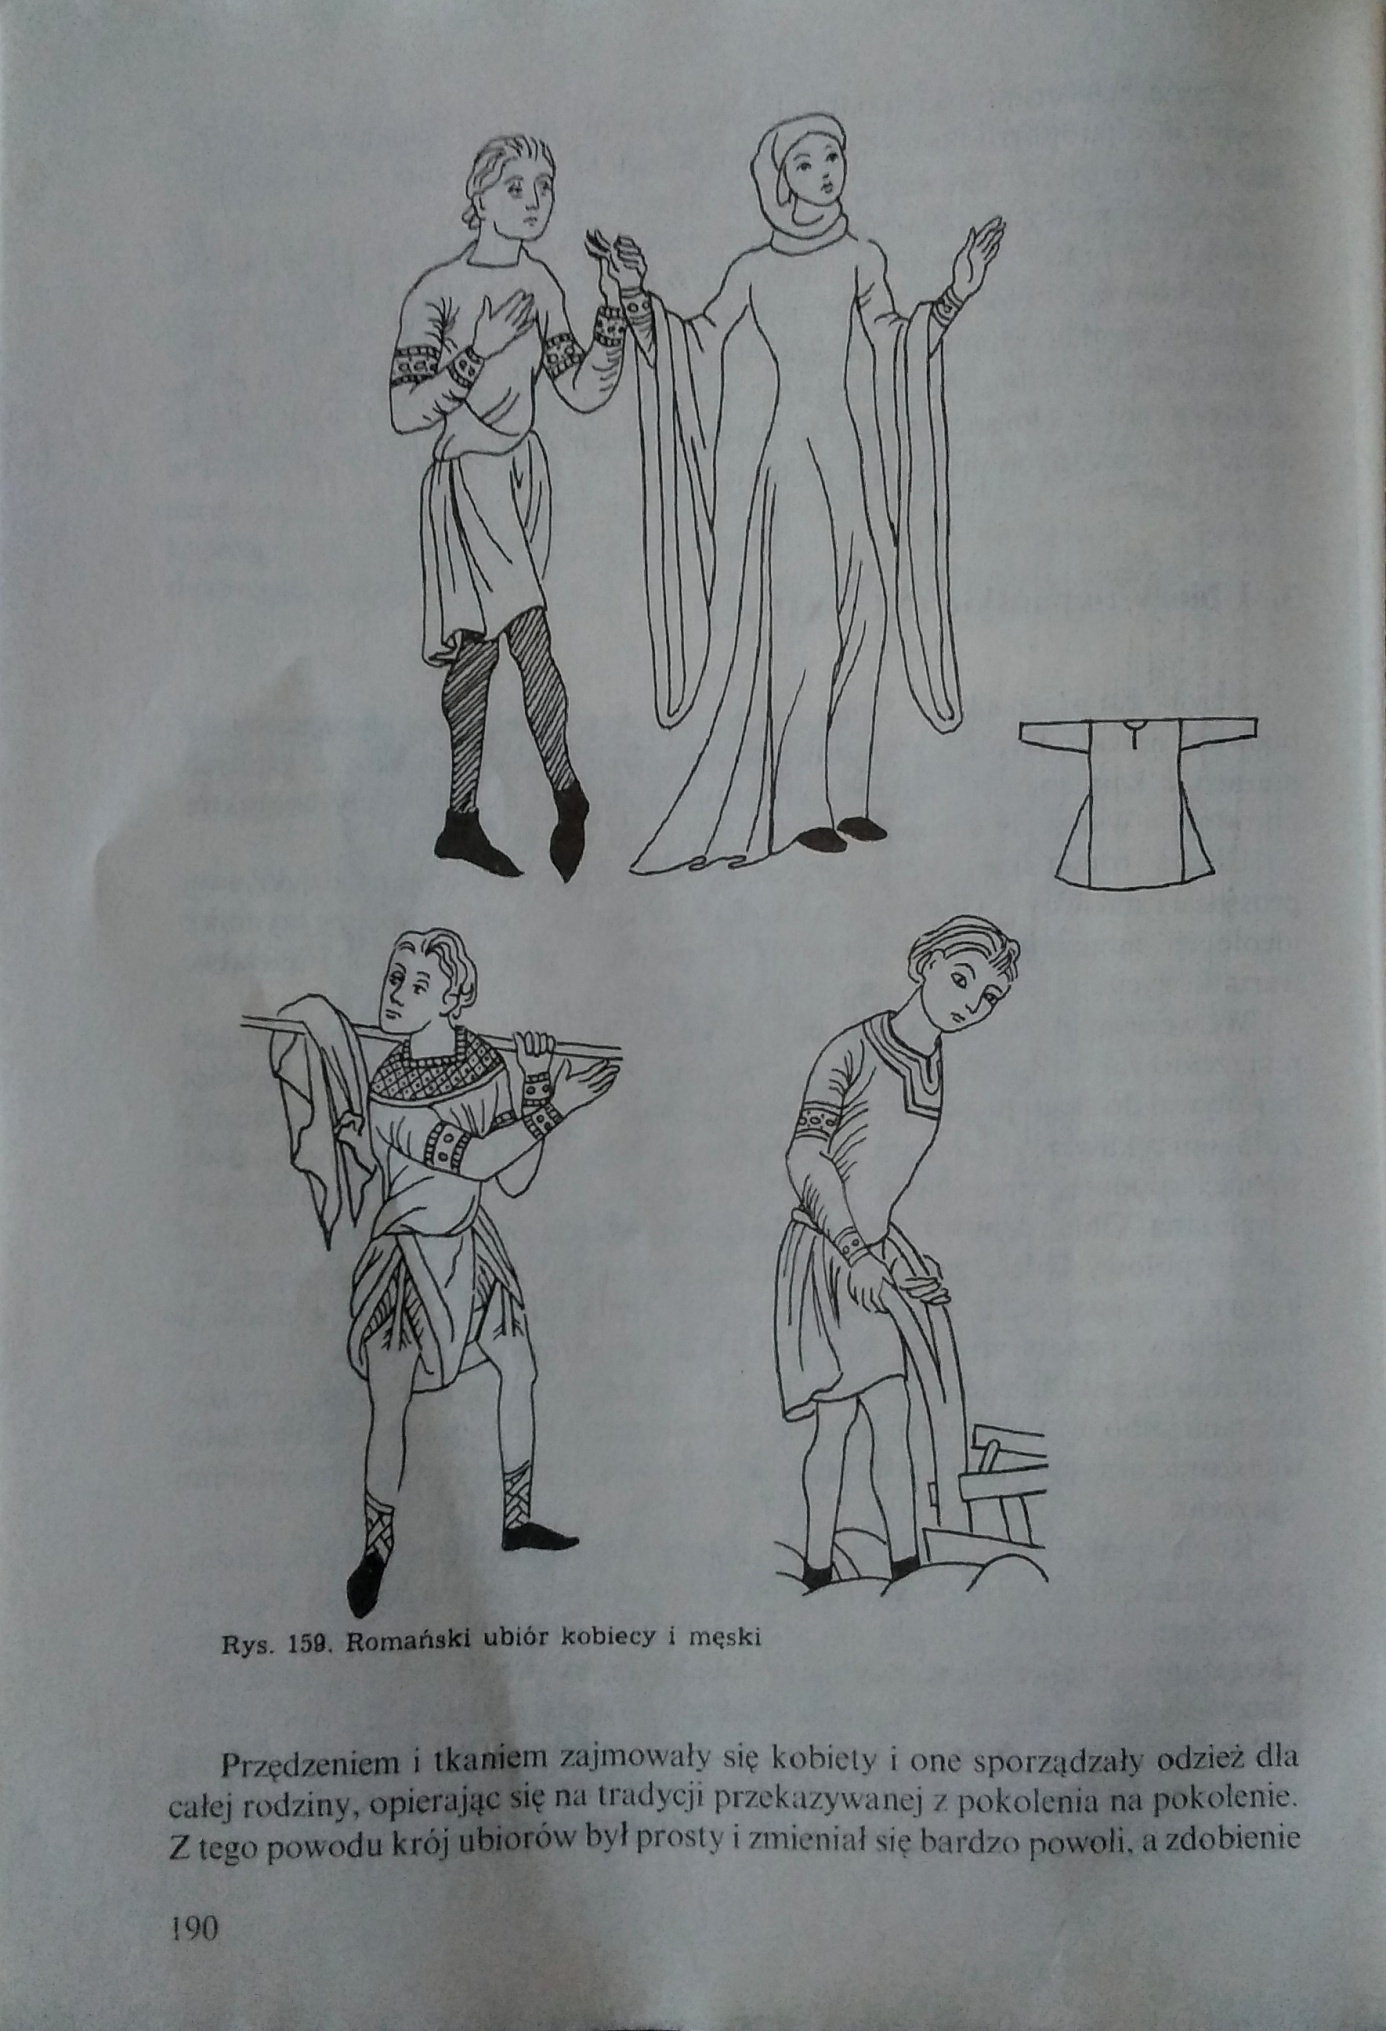 Rys. 159. Romański ubiór kobiecy i męski
Przędzeniem i tkaniem zajmowały się kobiety i one sporządzały odzież dla
całej rodziny, opierając się na tradycji przekazywanej z pokolenia na pokolenie.
Z tego powodu krój ubiorów był prosty i zmieniał się bardzo powoli, a zdobienie
190